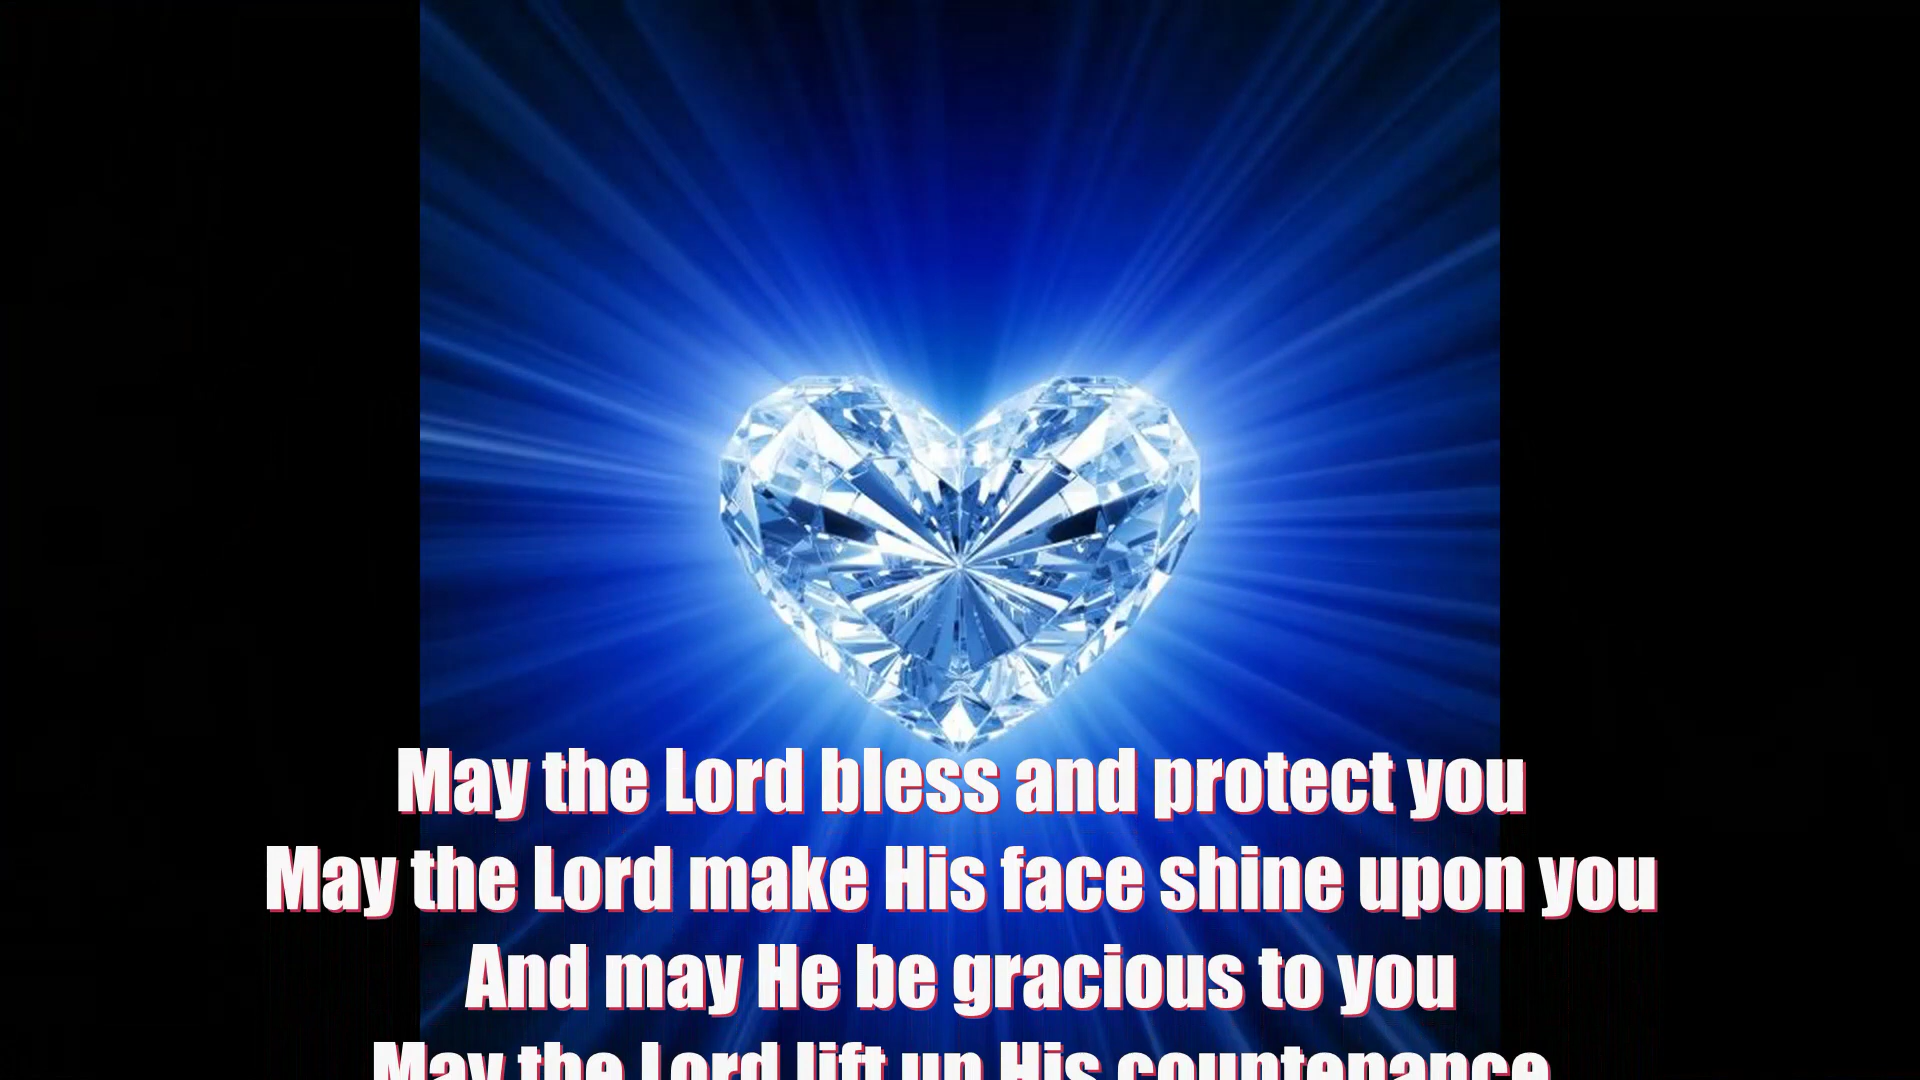 May the Lord bless and protect you
May the Lord make His face shine upon you
And may He be gracious to you
May the Lord lift up His countenance